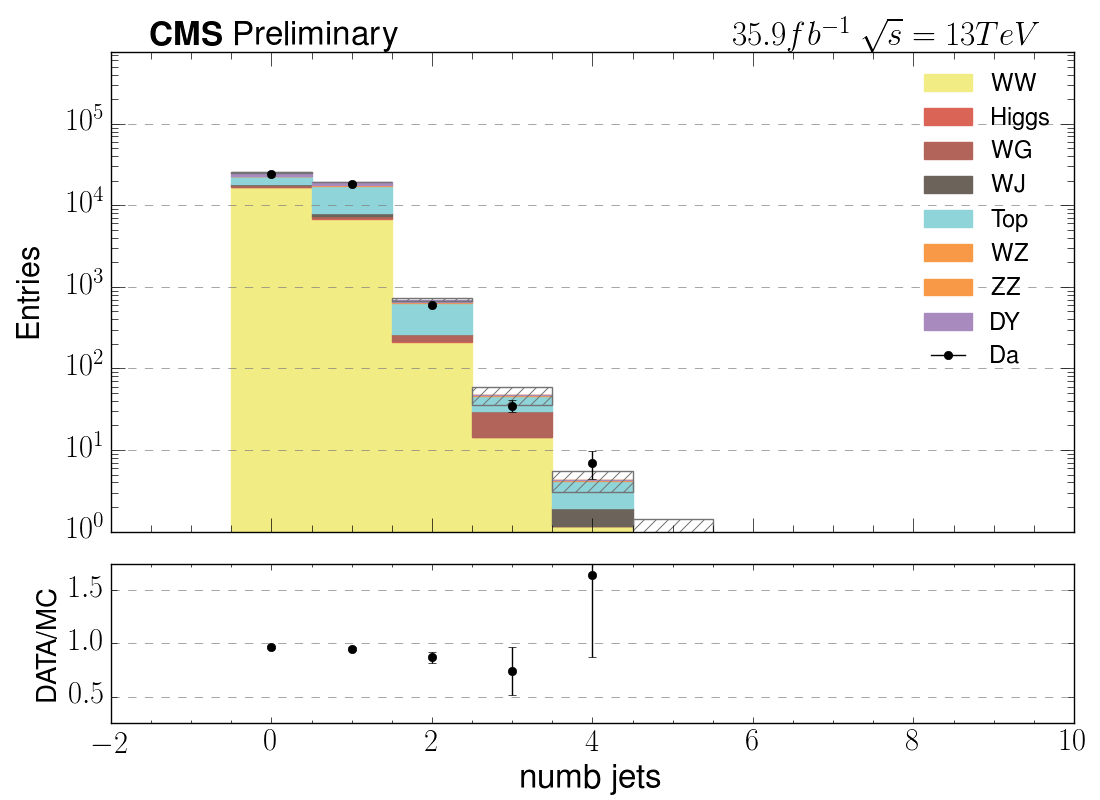 CMS Preliminary 35.9fb⁻¹ √s = 13TeV
WW
Higgs
WG
WJ
Top
WZ
ZZ
DY
Da
Entries
10⁵
10⁴
10³
10²
10¹
10⁰
DATA/MC
1.5
1.0
0.5
−2 0 2 4 6 8 10
numb jets